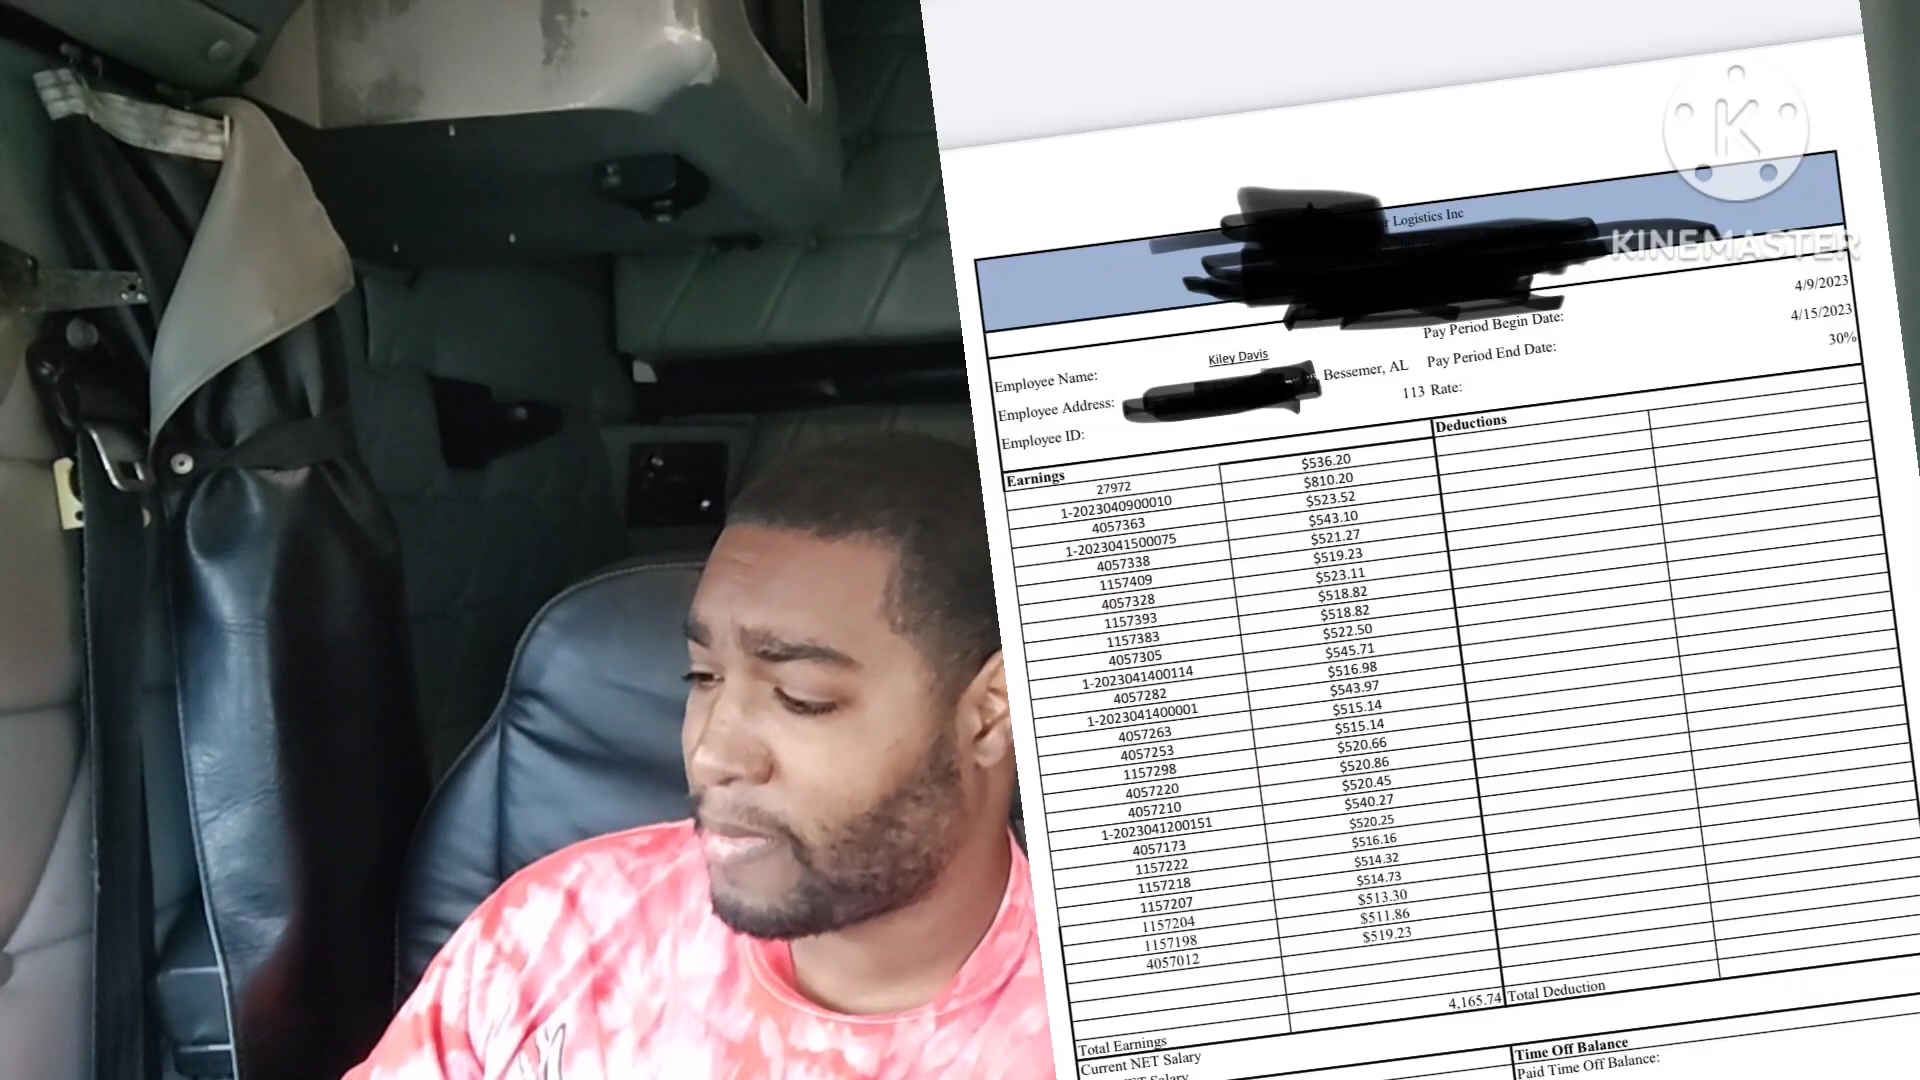 r Logistics Inc
KINEMASTER
Employee Name: Kiley Davis Pay Period Begin Date: 4/9/2023
Employee Address: Bessemer, AL Pay Period End Date: 4/15/2023
Employee ID: 113 Rate: 30%
Earnings Deductions
27972 $536.20
1-2023040900010 $810.20
4057363 $523.52
1-2023041500075 $543.10
4057338 $521.27
1157409 $519.23
4057328 $523.11
1157393 $518.82
1157383 $518.82
4057305 $522.50
1-2023041400114 $545.71
4057282 $516.98
1-2023041400001 $543.97
4057263 $515.14
4057253 $515.14
1157298 $520.66
4057220 $520.86
4057210 $520.45
1-2023041200151 $540.27
4057173 $520.25
1157222 $516.16
1157218 $514.32
1157207 $514.73
1157204 $513.30
1157198 $511.86
4057012 $519.23
Total Earnings 4,165.74 Total Deduction
Current NET Salary Time Off Balance
Salary Paid Time Off Balance: